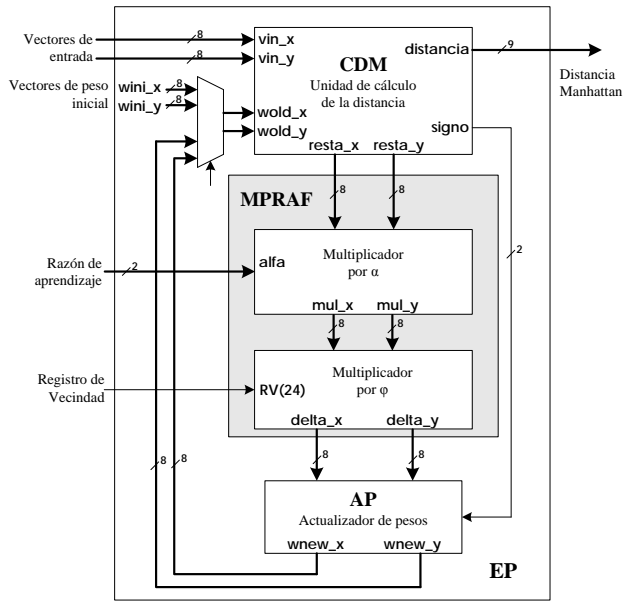 Vectores de
entrada
8
8
vin_x
vin_y
CDM
Unidad de cálculo
de la distancia
distancia
9
Distancia
Manhattan
Vectores de peso
inicial
wini_x
8
wini_y
8
wold_x
wold_y
signo
resta_x
resta_y
8
8
MPRAF
Razón de
aprendizaje
2
alfa
Multiplicador
por α
2
mul_x
mul_y
8
8
Registro de
Vecindad
RV(24)
Multiplicador
por φ
delta_x
delta_y
8
8
8
8
AP
Actualizador de pesos
wnew_x
wnew_y
EP